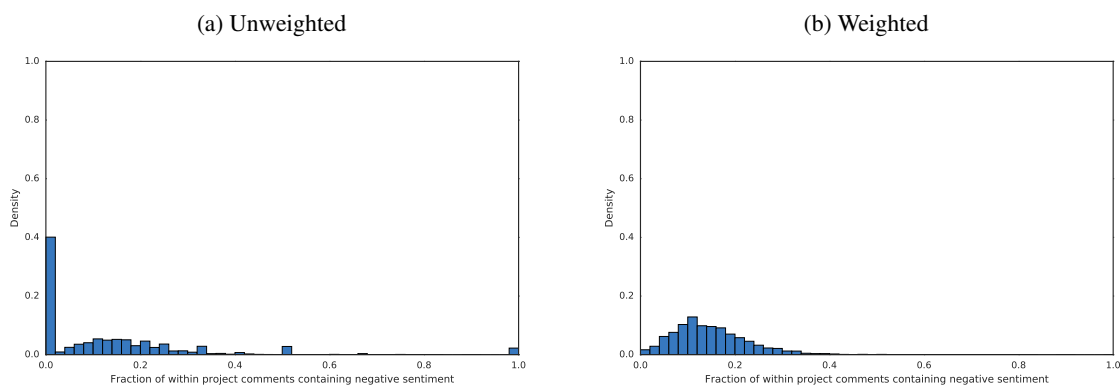 (a) Unweighted
1.0
0.8
0.6
0.4
0.2
0.0
Density
0.0 0.2 0.4 0.6 0.8 1.0
Fraction of within project comments containing negative sentiment
(b) Weighted
1.0
0.8
0.6
0.4
0.2
0.0
Density
0.0 0.2 0.4 0.6 0.8 1.0
Fraction of within project comments containing negative sentiment